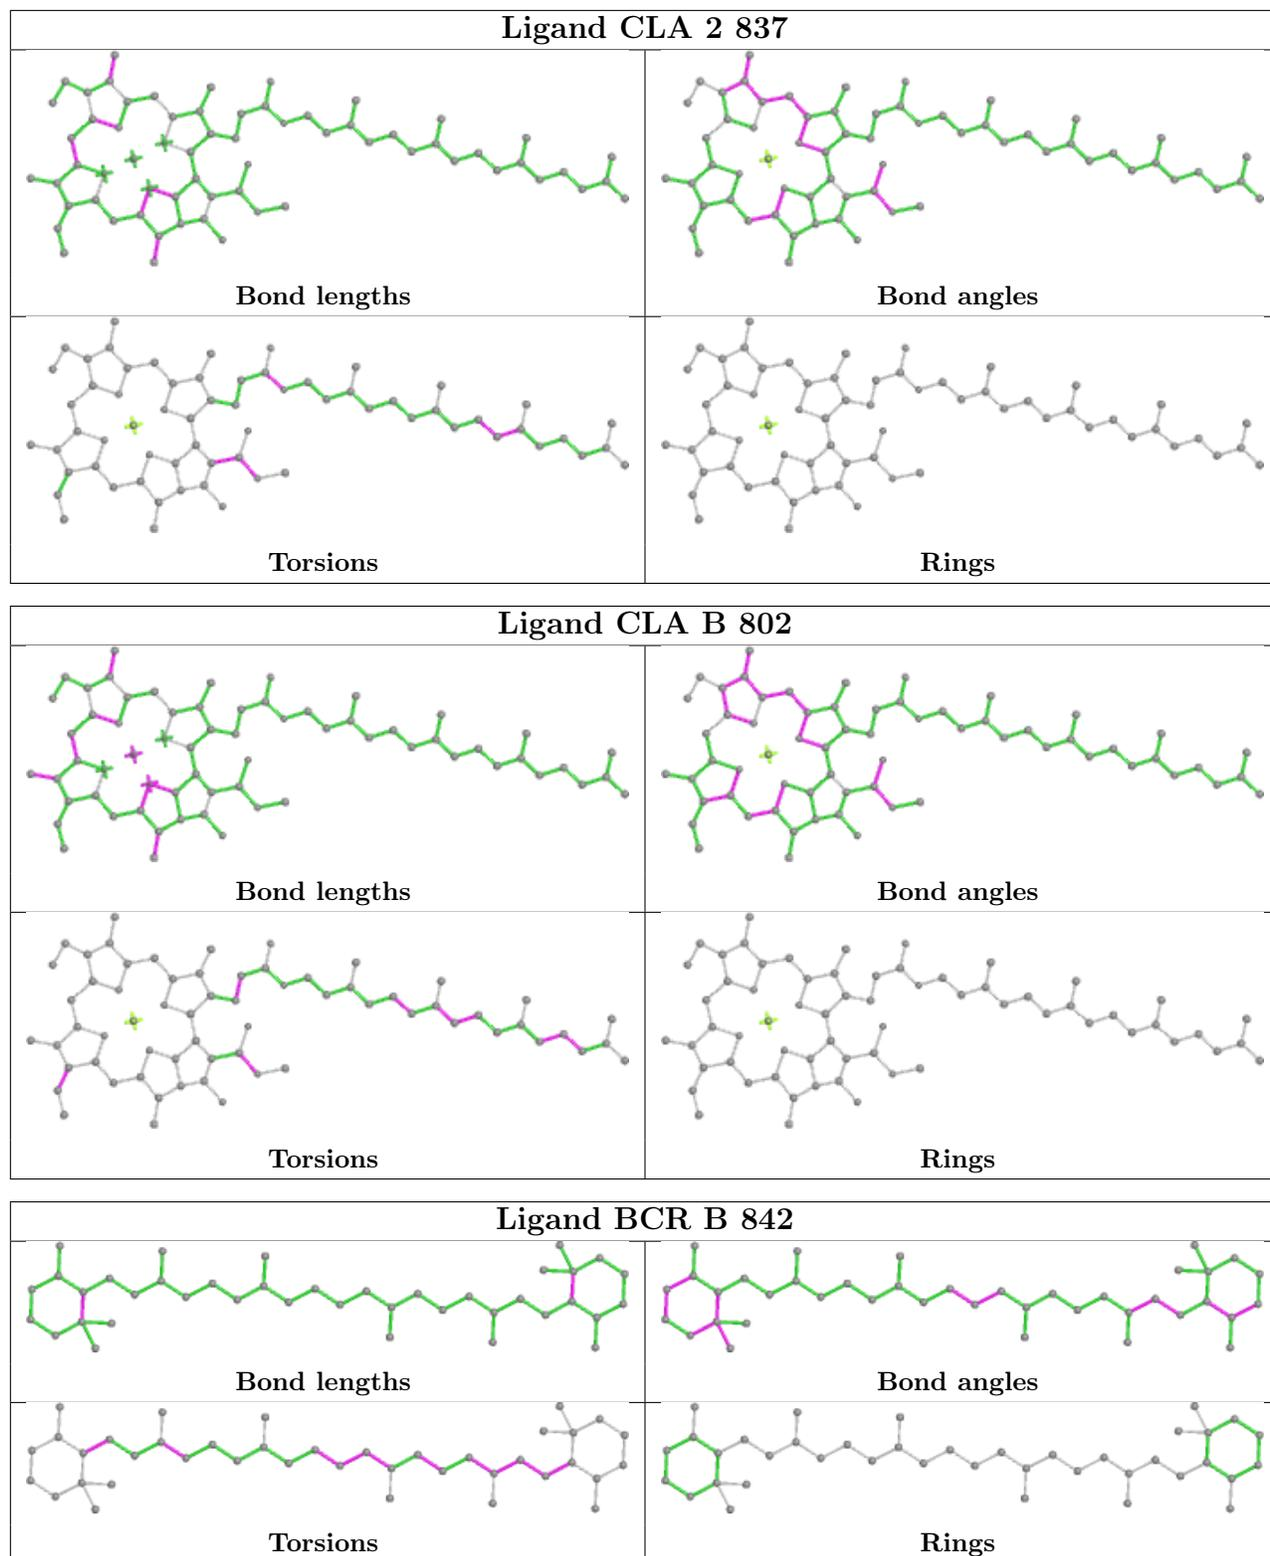 Ligand CLA 2 837
Bond lengths
Bond angles
Torsions
Rings
Ligand CLA B 802
Bond lengths
Bond angles
Torsions
Rings
Ligand BCR B 842
Bond lengths
Bond angles
Torsions
Rings